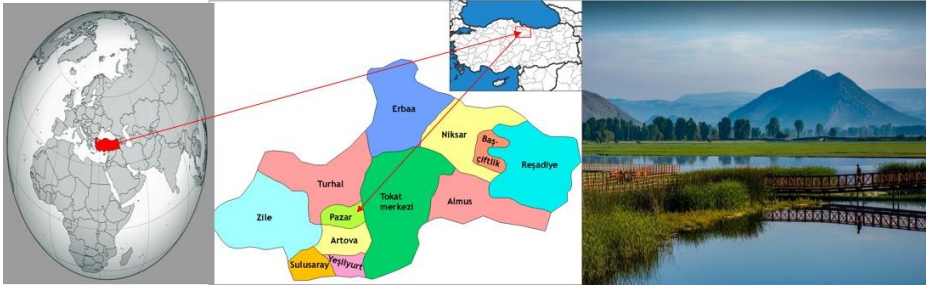 Erbaa
Niksar
Baş-
çiftlik
Reşadiye
Turhal
Tokat
merkezi
Almus
Zile
Pazar
Artova
Sulusaray
Yeşilyurt